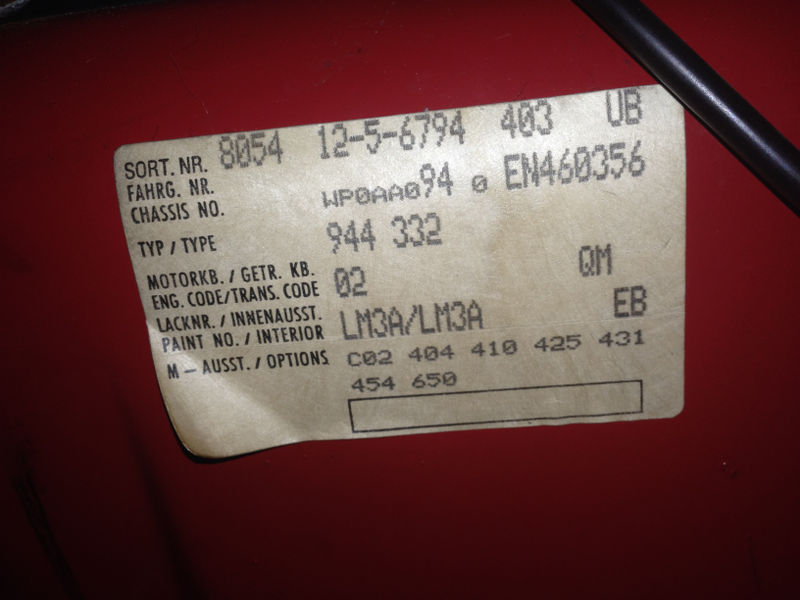 SORT. NR. 8054 12-5-6794 403 UB
FAHRG. NR.
CHASSIS NO. WP0AA094 0 EN460356
TYP / TYPE 944 332
MOTORKB. / GETR. KB.
ENG. CODE/TRANS. CODE 02 QM
LACKNR. / INNENAUSST.
PAINT NO. / INTERIOR LM3A/LM3A EB
M — AUSST. / OPTIONS C02 404 410 425 431
454 650